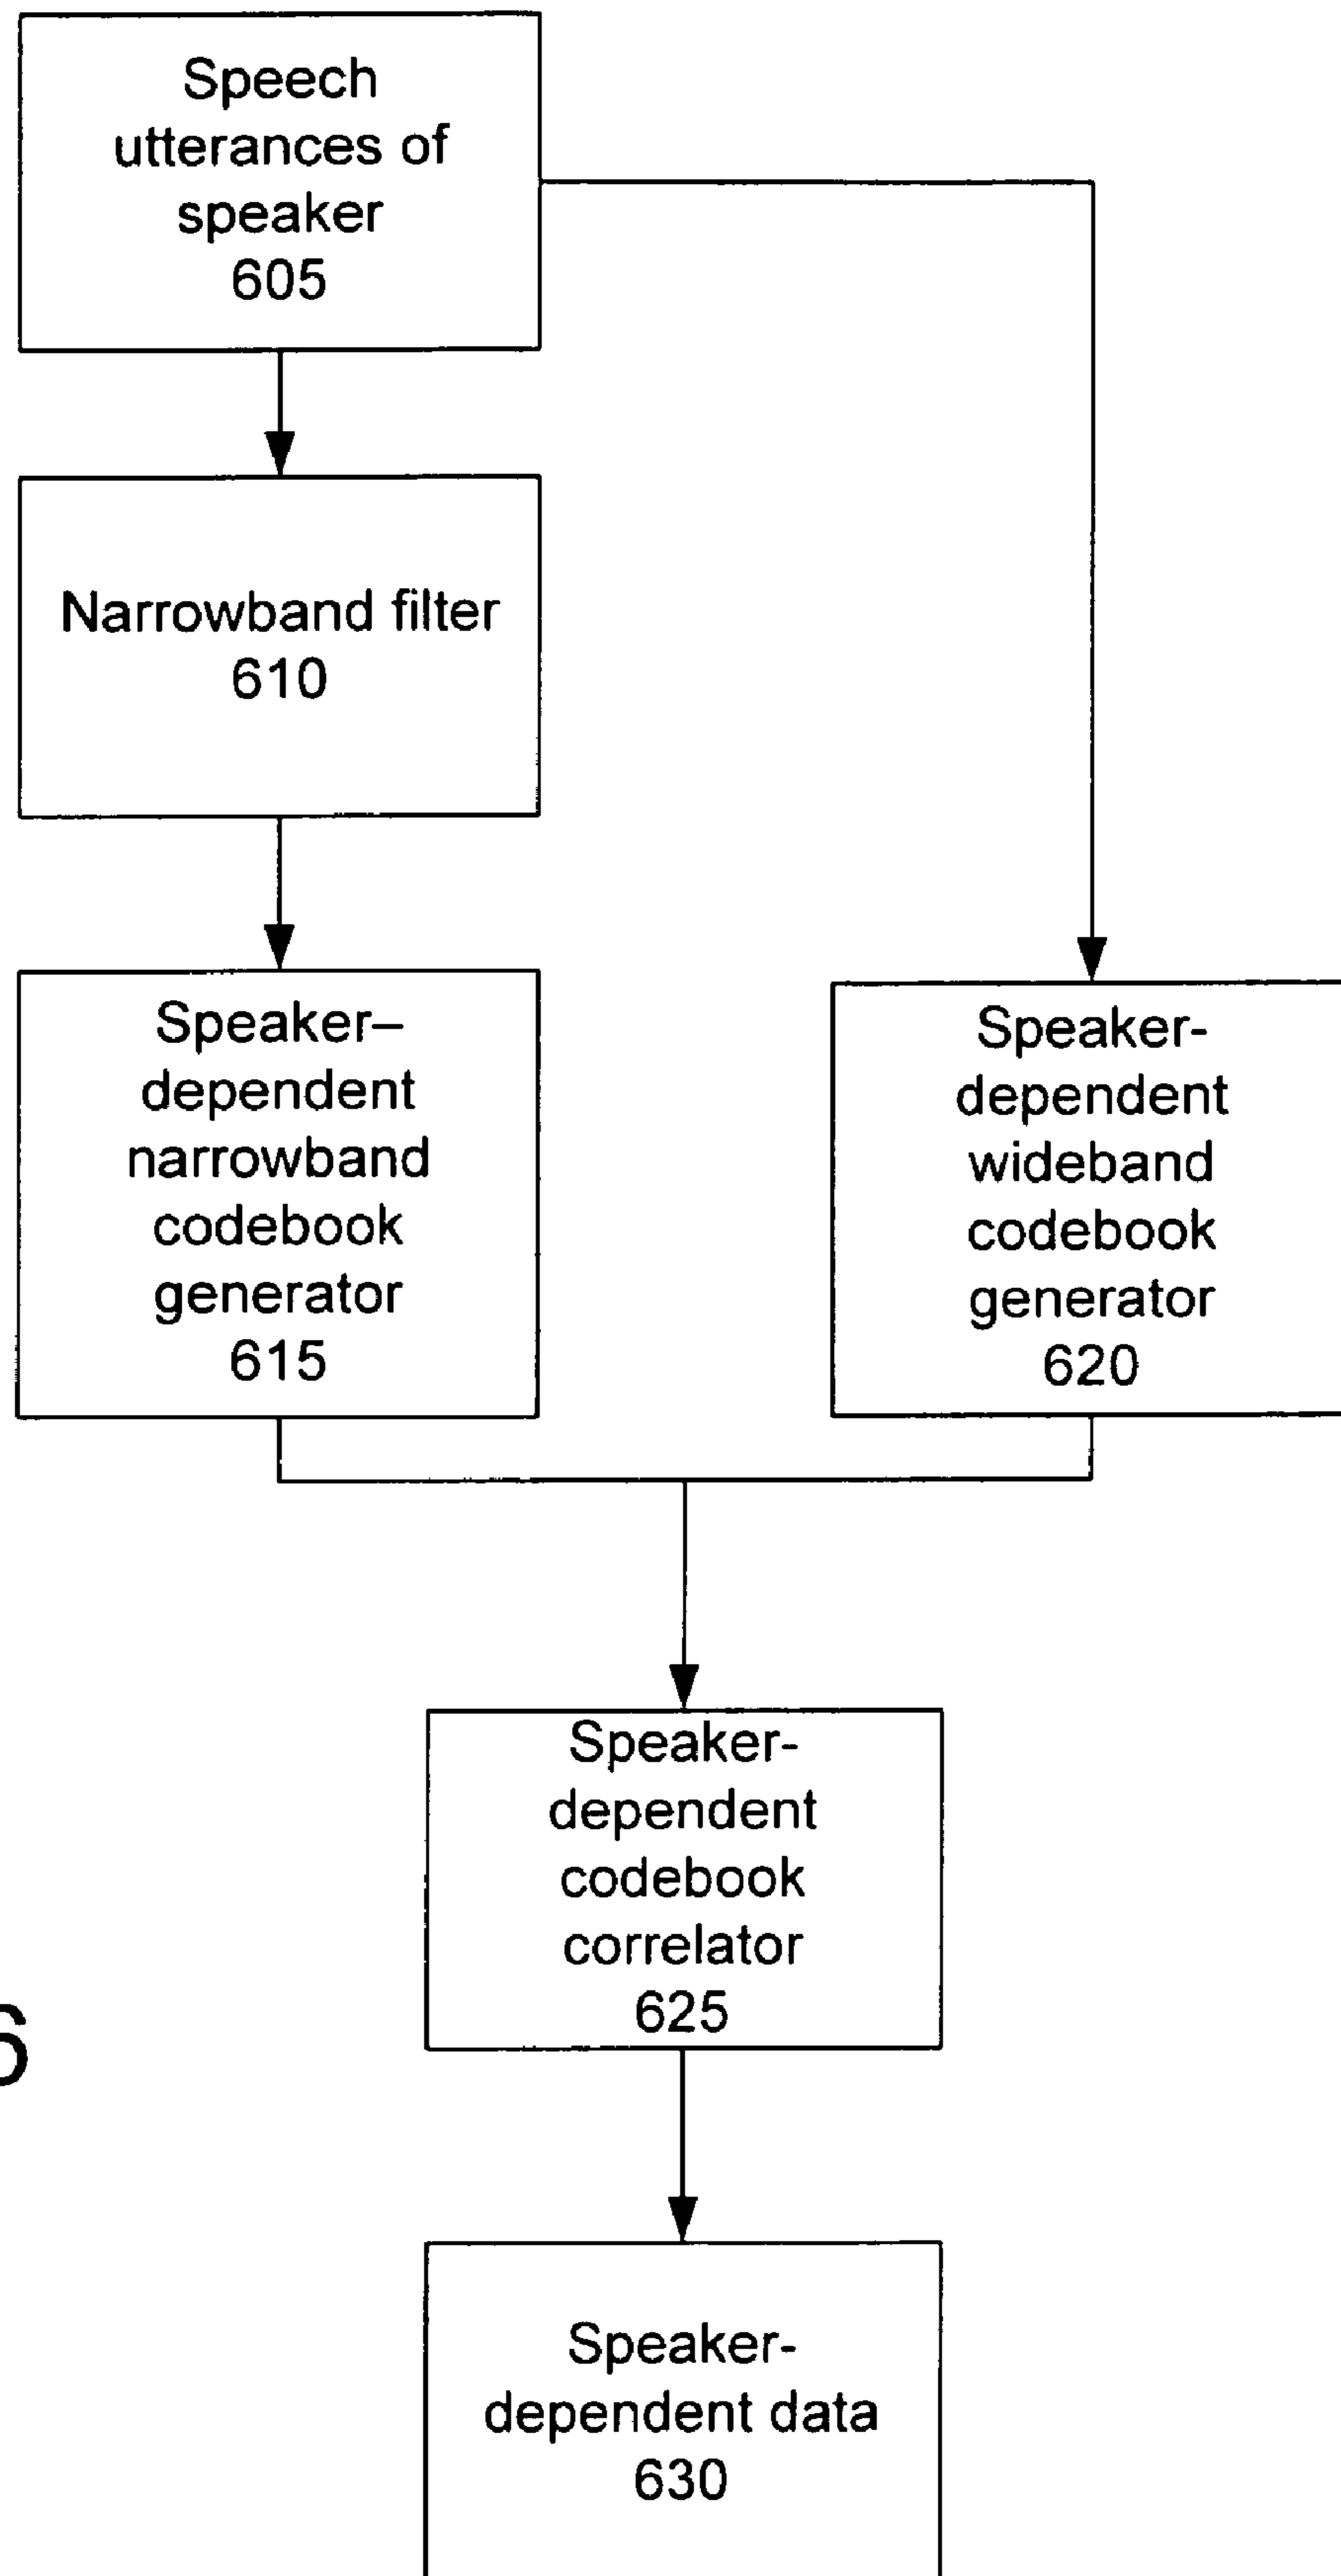 Speech
utterances of
speaker
605
Narrowband filter
610
Speaker–
dependent
narrowband
codebook
generator
615
Speaker-
dependent
wideband
codebook
generator
620
Speaker-
dependent
codebook
correlator
625
6
Speaker-
dependent data
630